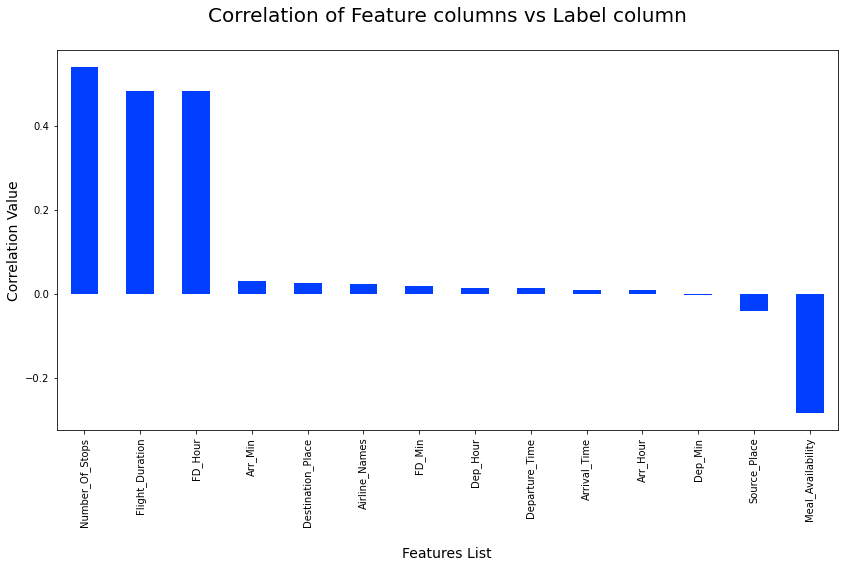 Correlation of Feature columns vs Label column
Correlation Value
0.4
0.2
0.0
−0.2
Number_Of_Stops
Flight_Duration
FD_Hour
Arr_Min
Destination_Place
Airline_Names
FD_Min
Dep_Hour
Departure_Time
Arrival_Time
Arr_Hour
Dep_Min
Source_Place
Meal_Availability
Features List